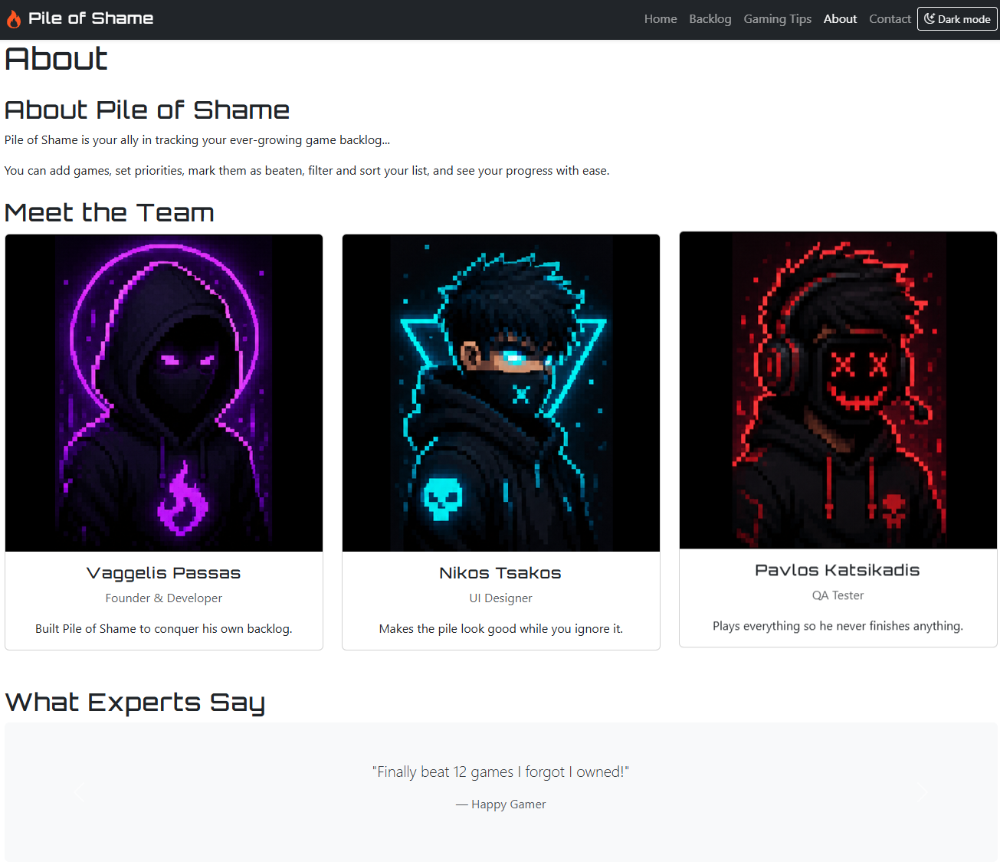 Pile of Shame
Home Backlog Gaming Tips About Contact Dark mode
About
About Pile of Shame
Pile of Shame is your ally in tracking your ever-growing game backlog...
You can add games, set priorities, mark them as beaten, filter and sort your list, and see your progress with ease.
Meet the Team
Vaggelis Passas
Founder & Developer
Built Pile of Shame to conquer his own backlog.
Nikos Tsakos
UI Designer
Makes the pile look good while you ignore it.
Pavlos Katsikadis
QA Tester
Plays everything so he never finishes anything.
What Experts Say
"Finally beat 12 games I forgot I owned!"
— Happy Gamer